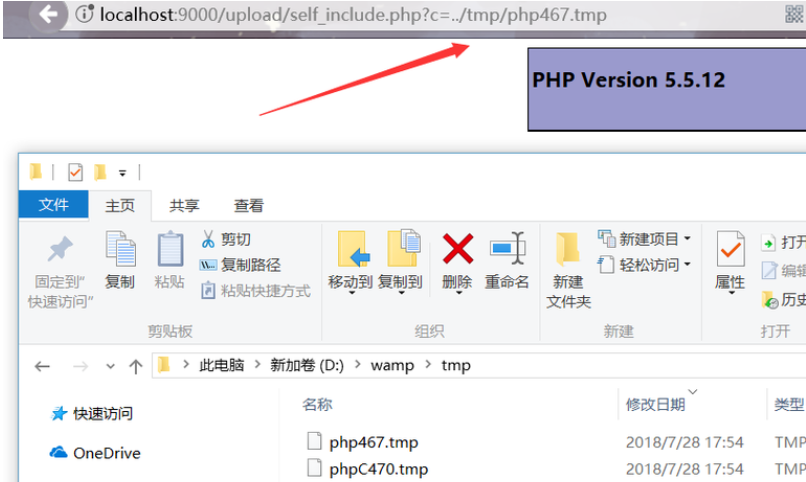 localhost:9000/upload/self_include.php?c=../tmp/php467.tmp
PHP Version 5.5.12
文件 主页 共享 查看
固定到"快速访问"
复制
粘贴
剪切
复制路径
粘贴快捷方式
剪贴板
移动到
复制到
删除
重命名
组织
新建文件夹
新建项目
轻松访问
新建
属性
打开
编辑
历史
打开
此电脑 > 新加卷 (D:) > wamp > tmp
快速访问
OneDrive
名称 修改日期 类型
php467.tmp 2018/7/28 17:54 TMP
phpC470.tmp 2018/7/28 17:54 TMP